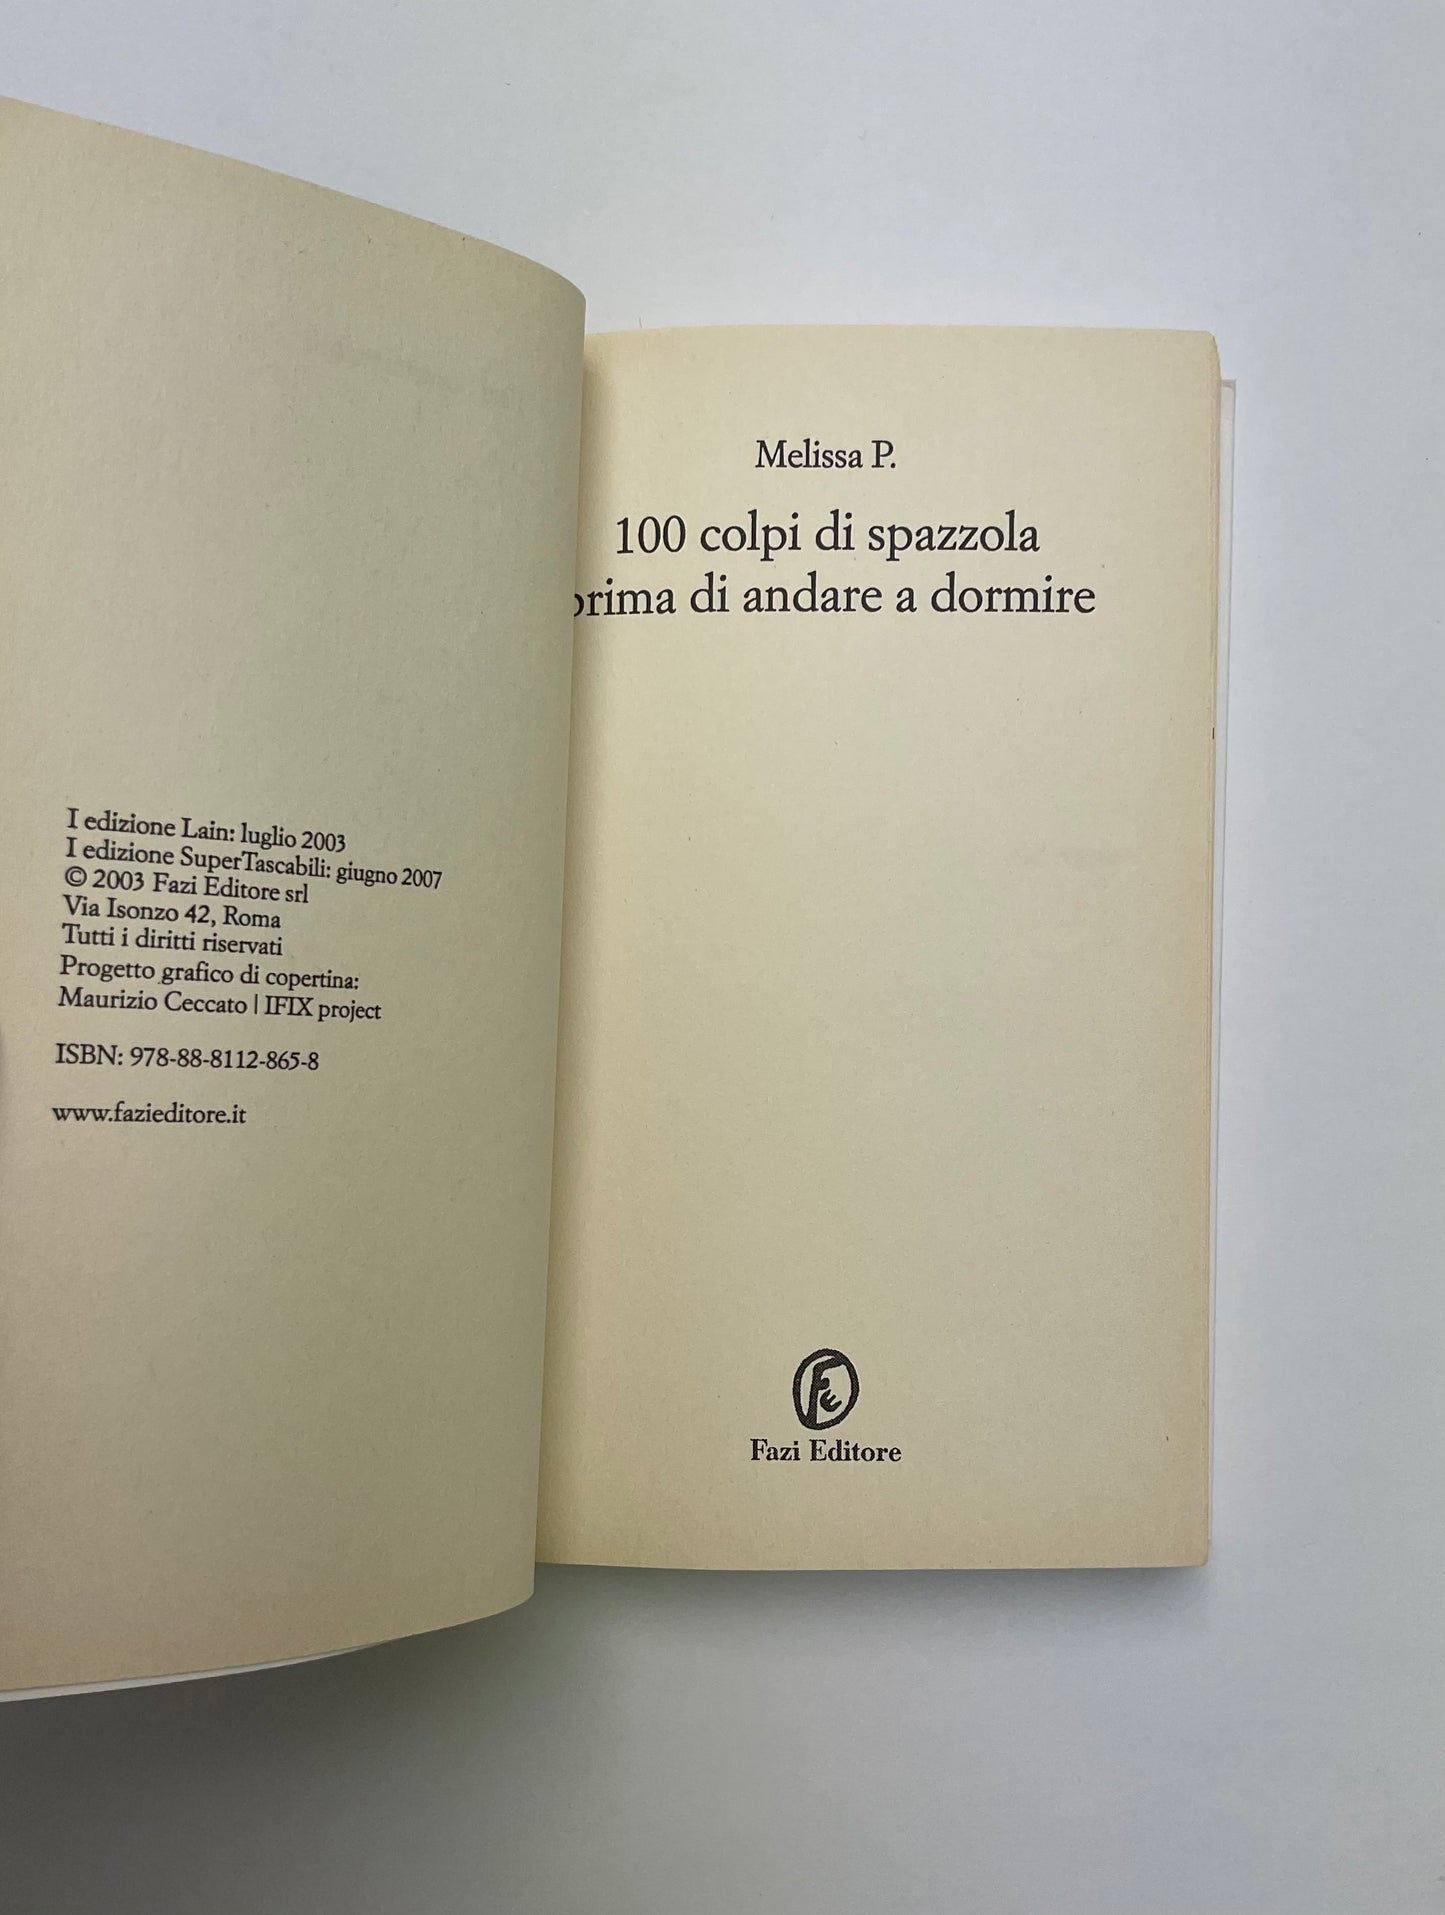 I edizione Lain: luglio 2003
I edizione SuperTascabili: giugno 2007
© 2003 Fazi Editore srl
Via Isonzo 42, Roma
Tutti i diritti riservati
Progetto grafico di copertina:
Maurizio Ceccato | IFIX project
ISBN: 978-88-8112-865-8
www.fazieditore.it
Melissa P.
100 colpi di spazzola
prima di andare a dormire
Fe
Fazi Editore